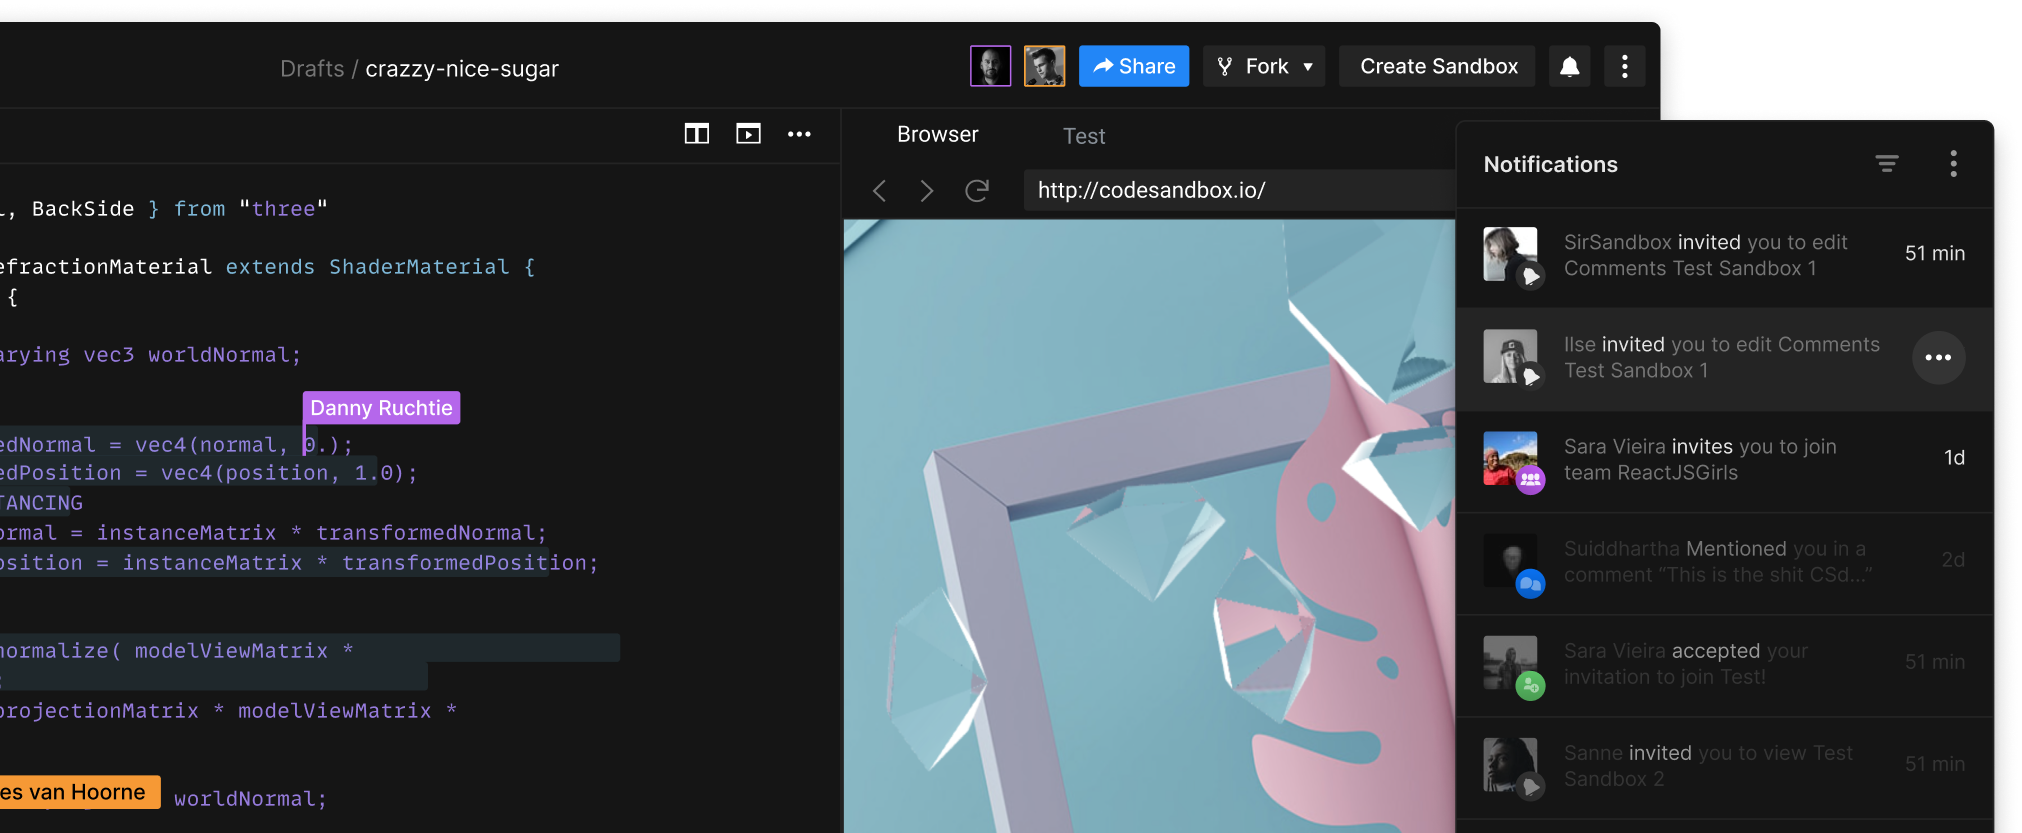 Drafts / crazzy-nice-sugar
Share
Fork
Create Sandbox
Browser
Test
http://codesandbox.io/
, BackSide } from "three"
efractionMaterial extends ShaderMaterial {
{
arying vec3 worldNormal;
Danny Ruchtie
edNormal = vec4(normal, 0.);
edPosition = vec4(position, 1.0);
TANCING
ormal = instanceMatrix * transformedNormal;
osition = instanceMatrix * transformedPosition;
normalize( modelViewMatrix *
;
projectionMatrix * modelViewMatrix *
es van Hoorne
worldNormal;
Notifications
SirSandbox invited you to edit
Comments Test Sandbox 1
51 min
Ilse invited you to edit Comments
Test Sandbox 1
Sara Vieira invites you to join
team ReactJSGirls
1d
Suiddhartha Mentioned you in a
comment “This is the shit CSd...”
2d
Sara Vieira accepted your
invitation to join Test!
51 min
Sanne invited you to view Test
Sandbox 2
51 min